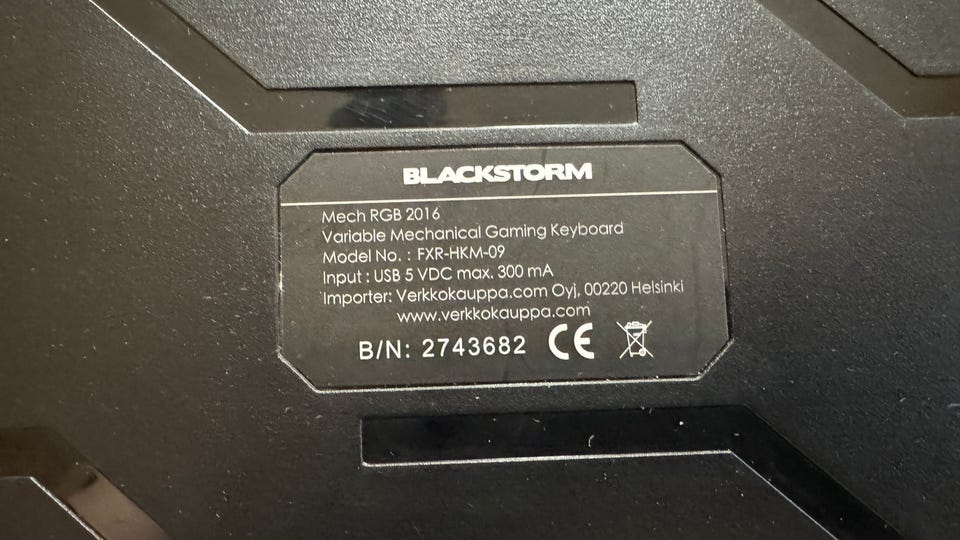 BLACKSTORM
Mech RGB 2016
Variable Mechanical Gaming Keyboard
Model No. : FXR-HKM-09
Input : USB 5 VDC max. 300 mA
Importer: Verkkokauppa.com Oyj, 00220 Helsinki
www.verkkokauppa.com
B/N: 2743682 CE